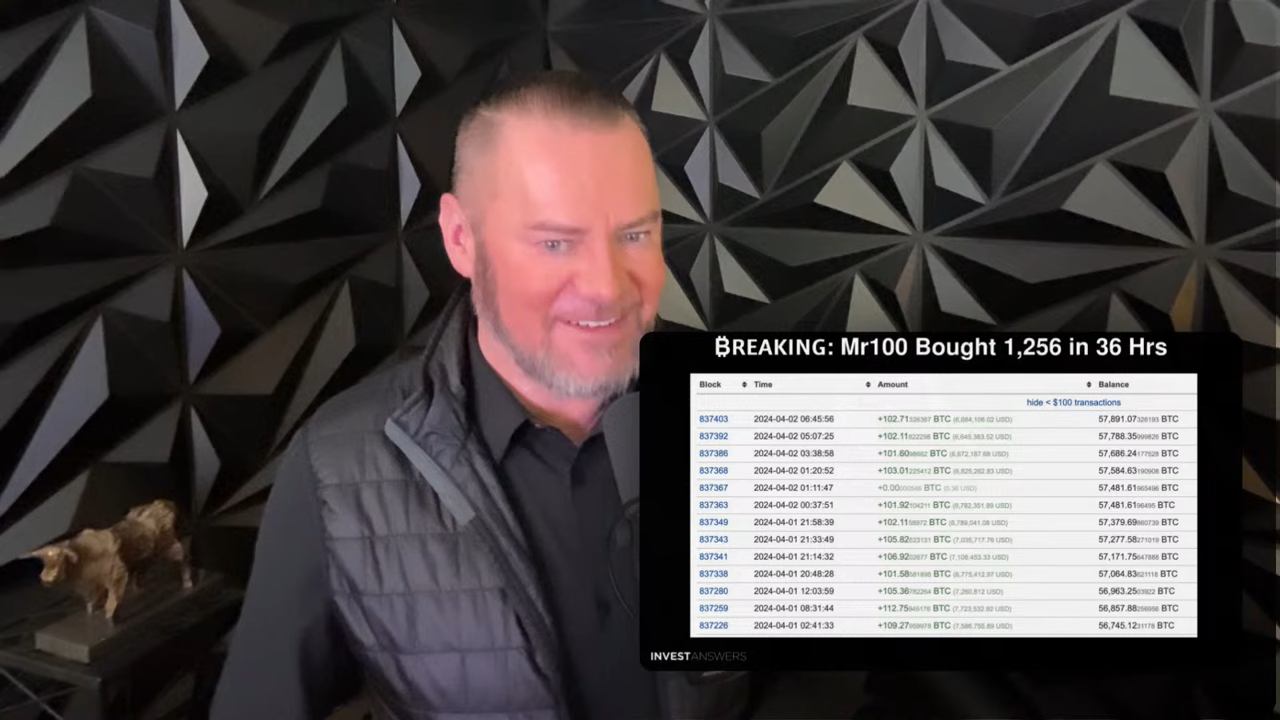 ₿REAKING: Mr100 Bought 1,256 in 36 Hrs
Block Time Amount Balance
hide < $100 transactions
837403 2024-04-02 06:45:56 +102.71 BTC 57,891.07 BTC
837392 2024-04-02 05:07:25 +102.11 BTC 57,788.35 BTC
837386 2024-04-02 03:38:58 +101.60 BTC 57,686.24 BTC
837368 2024-04-02 01:20:52 +103.01 BTC 57,584.63 BTC
837367 2024-04-02 01:11:47 +0.00 BTC 57,481.61 BTC
837363 2024-04-02 00:37:51 +101.92 BTC 57,481.61 BTC
837349 2024-04-01 21:58:39 +102.11 BTC 57,379.69 BTC
837343 2024-04-01 21:33:49 +105.82 BTC 57,277.58 BTC
837341 2024-04-01 21:14:32 +106.92 BTC 57,171.75 BTC
837338 2024-04-01 20:48:28 +101.58 BTC 57,064.83 BTC
837280 2024-04-01 12:03:59 +105.36 BTC 56,963.25 BTC
837259 2024-04-01 08:31:44 +112.75 BTC 56,857.88 BTC
837226 2024-04-01 02:41:33 +109.27 BTC 56,745.12 BTC
INVESTANSWERS